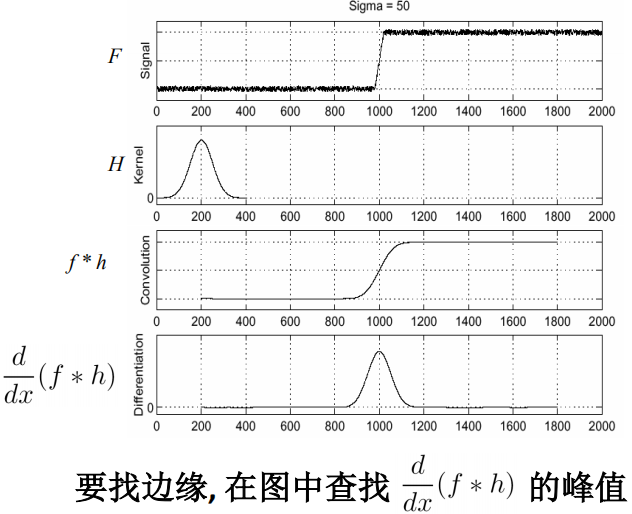 Sigma = 50
F
Signal
0 200 400 600 800 1000 1200 1400 1600 1800 2000
H
Kernel
0
0 200 400 600 800 1000 1200 1400 1600 1800 2000
f * h
Convolution
0 200 400 600 800 1000 1200 1400 1600 1800 2000
d/dx (f * h)
Differentiation
0
0 200 400 600 800 1000 1200 1400 1600 1800 2000
要找边缘, 在图中查找 d/dx (f * h) 的峰值